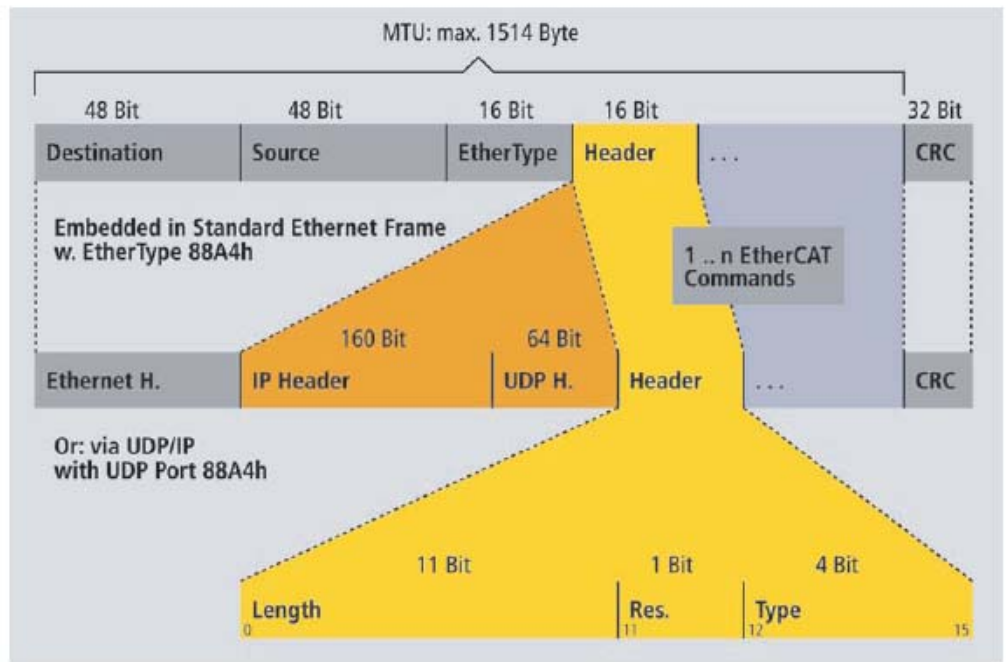 MTU: max. 1514 Byte
48 Bit 48 Bit 16 Bit 16 Bit 32 Bit
Destination Source EtherType Header ... CRC
Embedded in Standard Ethernet Frame
w. EtherType 88A4h
1 .. n EtherCAT
Commands
160 Bit 64 Bit
Ethernet H. IP Header UDP H. Header ... CRC
Or: via UDP/IP
with UDP Port 88A4h
11 Bit 1 Bit 4 Bit
Length Res. Type
0 11 12 15